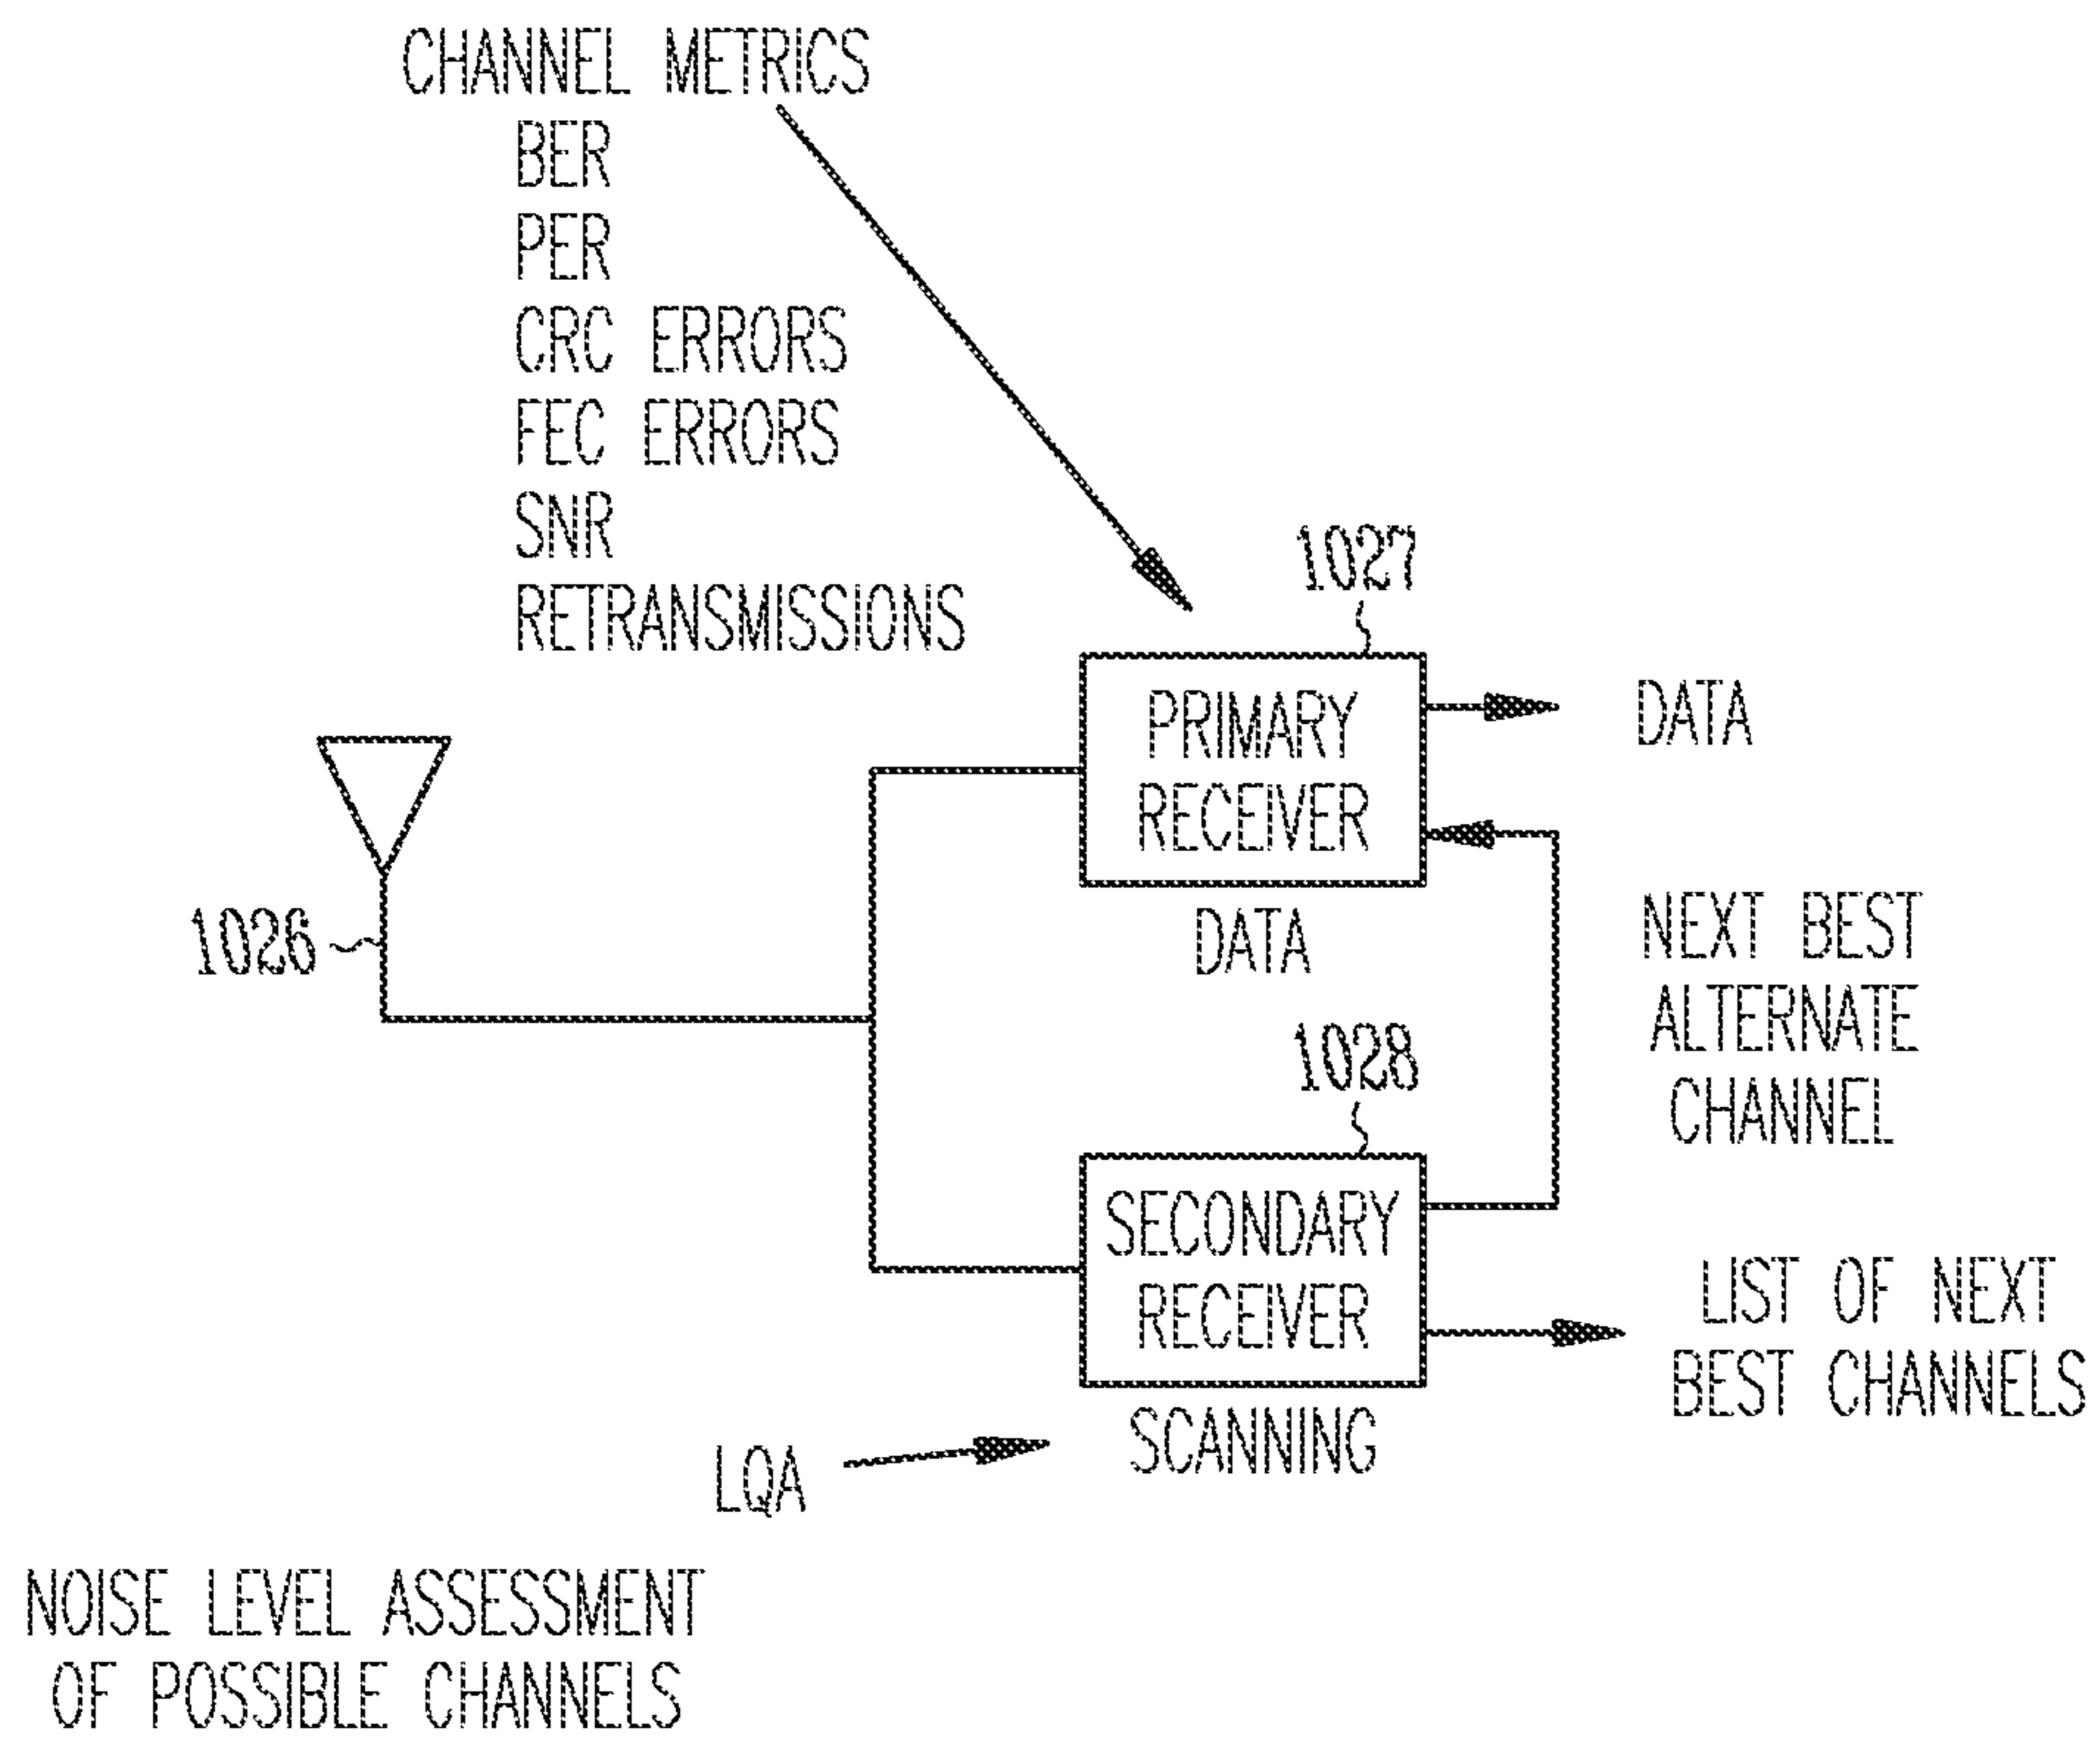 CHANNEL METRICS
BER
PER
CRC ERRORS
FEC ERRORS
SNR
RETRANSMISSIONS
1027
PRIMARY
RECEIVER
DATA
DATA
1026
NEXT BEST
ALTERNATE
CHANNEL
1028
SECONDARY
RECEIVER
SCANNING
LIST OF NEXT
BEST CHANNELS
LQA
NOISE LEVEL ASSESSMENT
OF POSSIBLE CHANNELS